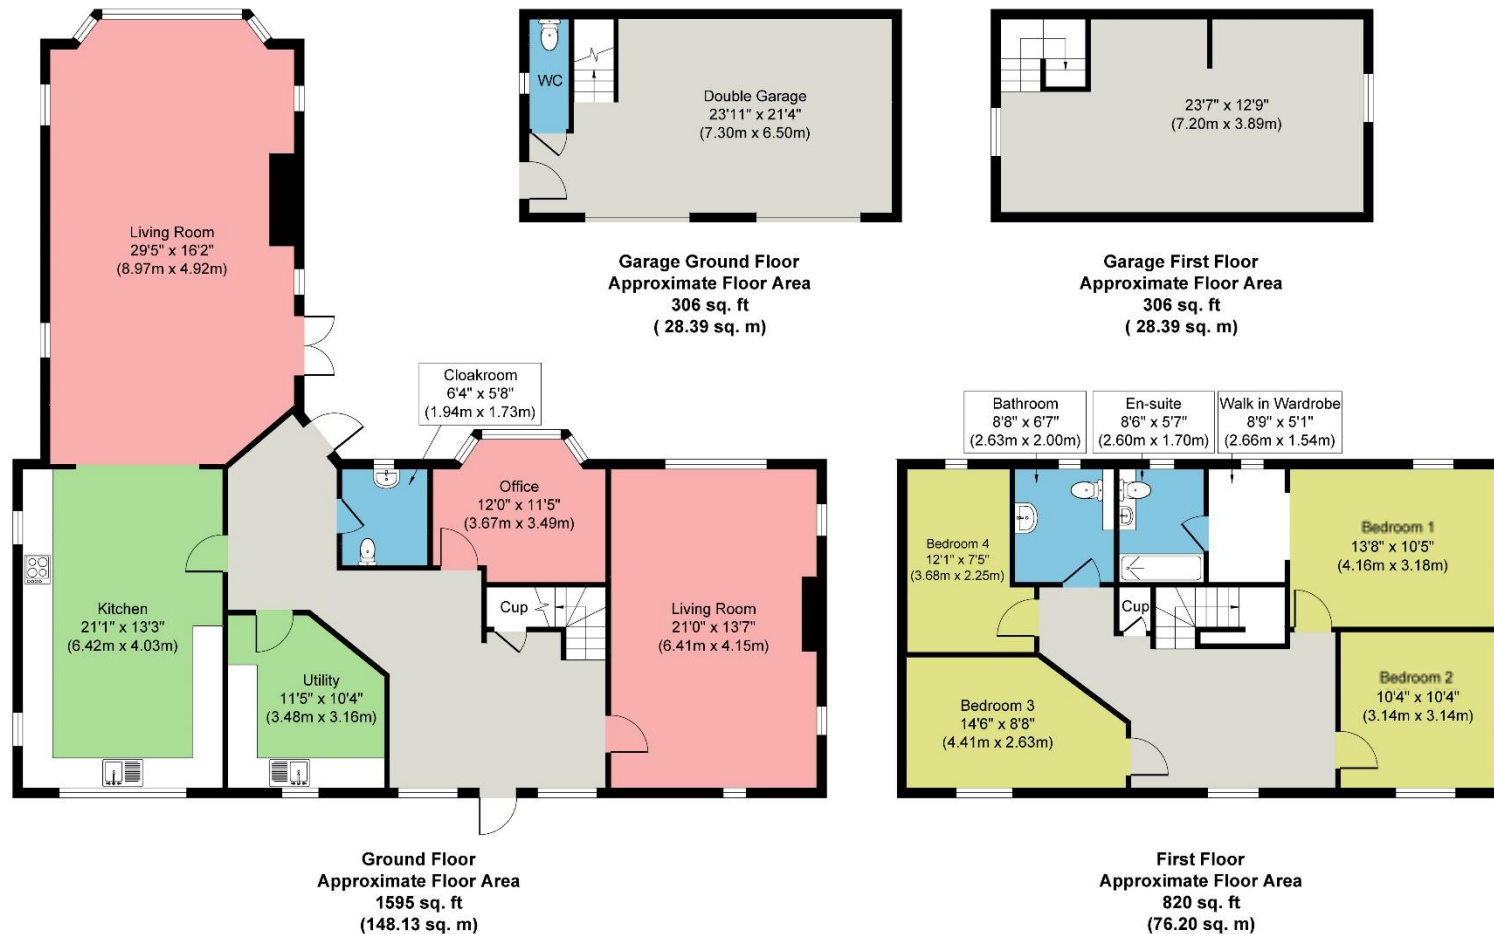 WC
Double Garage
23'11" x 21'4"
(7.30m x 6.50m)
23'7" x 12'9"
(7.20m x 3.89m)
Garage Ground Floor
Approximate Floor Area
306 sq. ft
( 28.39 sq. m)
Garage First Floor
Approximate Floor Area
306 sq. ft
( 28.39 sq. m)
Living Room
29'5" x 16'2"
(8.97m x 4.92m)
Cloakroom
6'4" x 5'8"
(1.94m x 1.73m)
Office
12'0" x 11'5"
(3.67m x 3.49m)
Cup
Living Room
21'0" x 13'7"
(6.41m x 4.15m)
Kitchen
21'1" x 13'3"
(6.42m x 4.03m)
Utility
11'5" x 10'4"
(3.48m x 3.16m)
Ground Floor
Approximate Floor Area
1595 sq. ft
(148.13 sq. m)
Bathroom
8'8" x 6'7"
(2.63m x 2.00m)
En-suite
8'6" x 5'7"
(2.60m x 1.70m)
Walk in Wardrobe
8'9" x 5'1"
(2.66m x 1.54m)
Bedroom 4
12'1" x 7'5"
(3.68m x 2.25m)
Bedroom 1
13'8" x 10'5"
(4.16m x 3.18m)
Cup
Bedroom 3
14'6" x 8'8"
(4.41m x 2.63m)
Bedroom 2
10'4" x 10'4"
(3.14m x 3.14m)
First Floor
Approximate Floor Area
820 sq. ft
(76.20 sq. m)